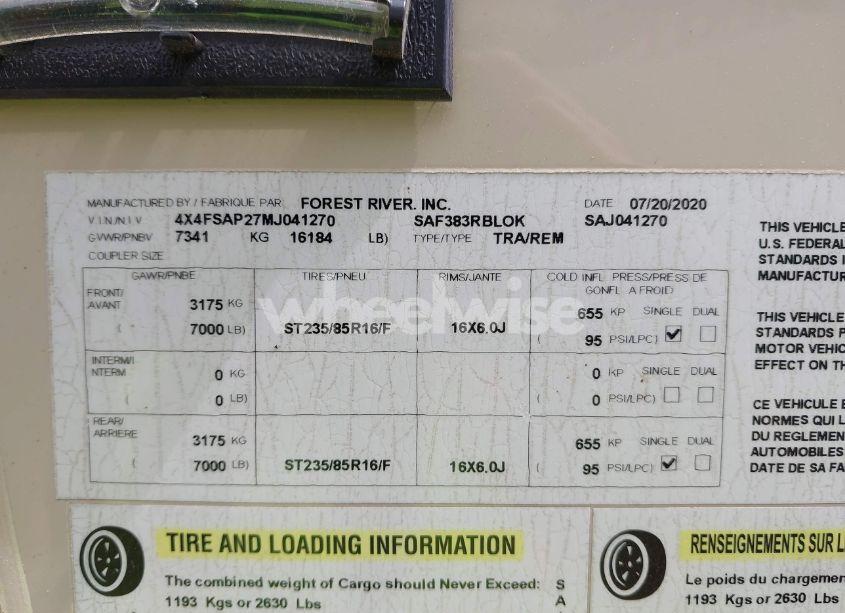 MANUFACTURED BY / FABRIQUE PAR FOREST RIVER. INC. DATE 07/20/2020
VIN/NIV 4X4FSAP27MJ041270 SAF383RBLOK SAJ041270
GVWR/PNBV 7341 KG 16184 LB) TYPE/TYPE TRA/REM
COUPLER SIZE
GAWR/PNBE TIRES/PNEU RIMS/JANTE COLD INFL PRESS/PRESS DE
GONFL A FROID
FRONT/
AVANT 3175 KG 655 KP SINGLE DUAL
( 7000 LB) ST235/85R16/F 16X6.0J ( 95 PSI/LPC)
INTERM/I
NTERM 0 KG 0 KP SINGLE DUAL
( 0 LB) ( 0 PSI/LPC)
REAR/
ARRIERE 3175 KG 655 KP SINGLE DUAL
( 7000 LB) ST235/85R16/F 16X6.0J ( 95 PSI/LPC)
THIS VEHICLE
U.S. FEDERAL
STANDARDS
MANUFACTUR
THIS VEHICLE
STANDARDS P
MOTOR VEHIC
EFFECT ON TH
CE VEHICULE E
NORMES QUI L
DU REGLEMEN
AUTOMOBILES
DATE DE SA FA
wheelwise
TIRE AND LOADING INFORMATION
The combined weight of Cargo should Never Exceed:
1193 Kgs or 2630 Lbs
S
A
RENSEIGNEMENTS SUR L
Le poids du chargemen
1193 Kgs or 2630 Lbs